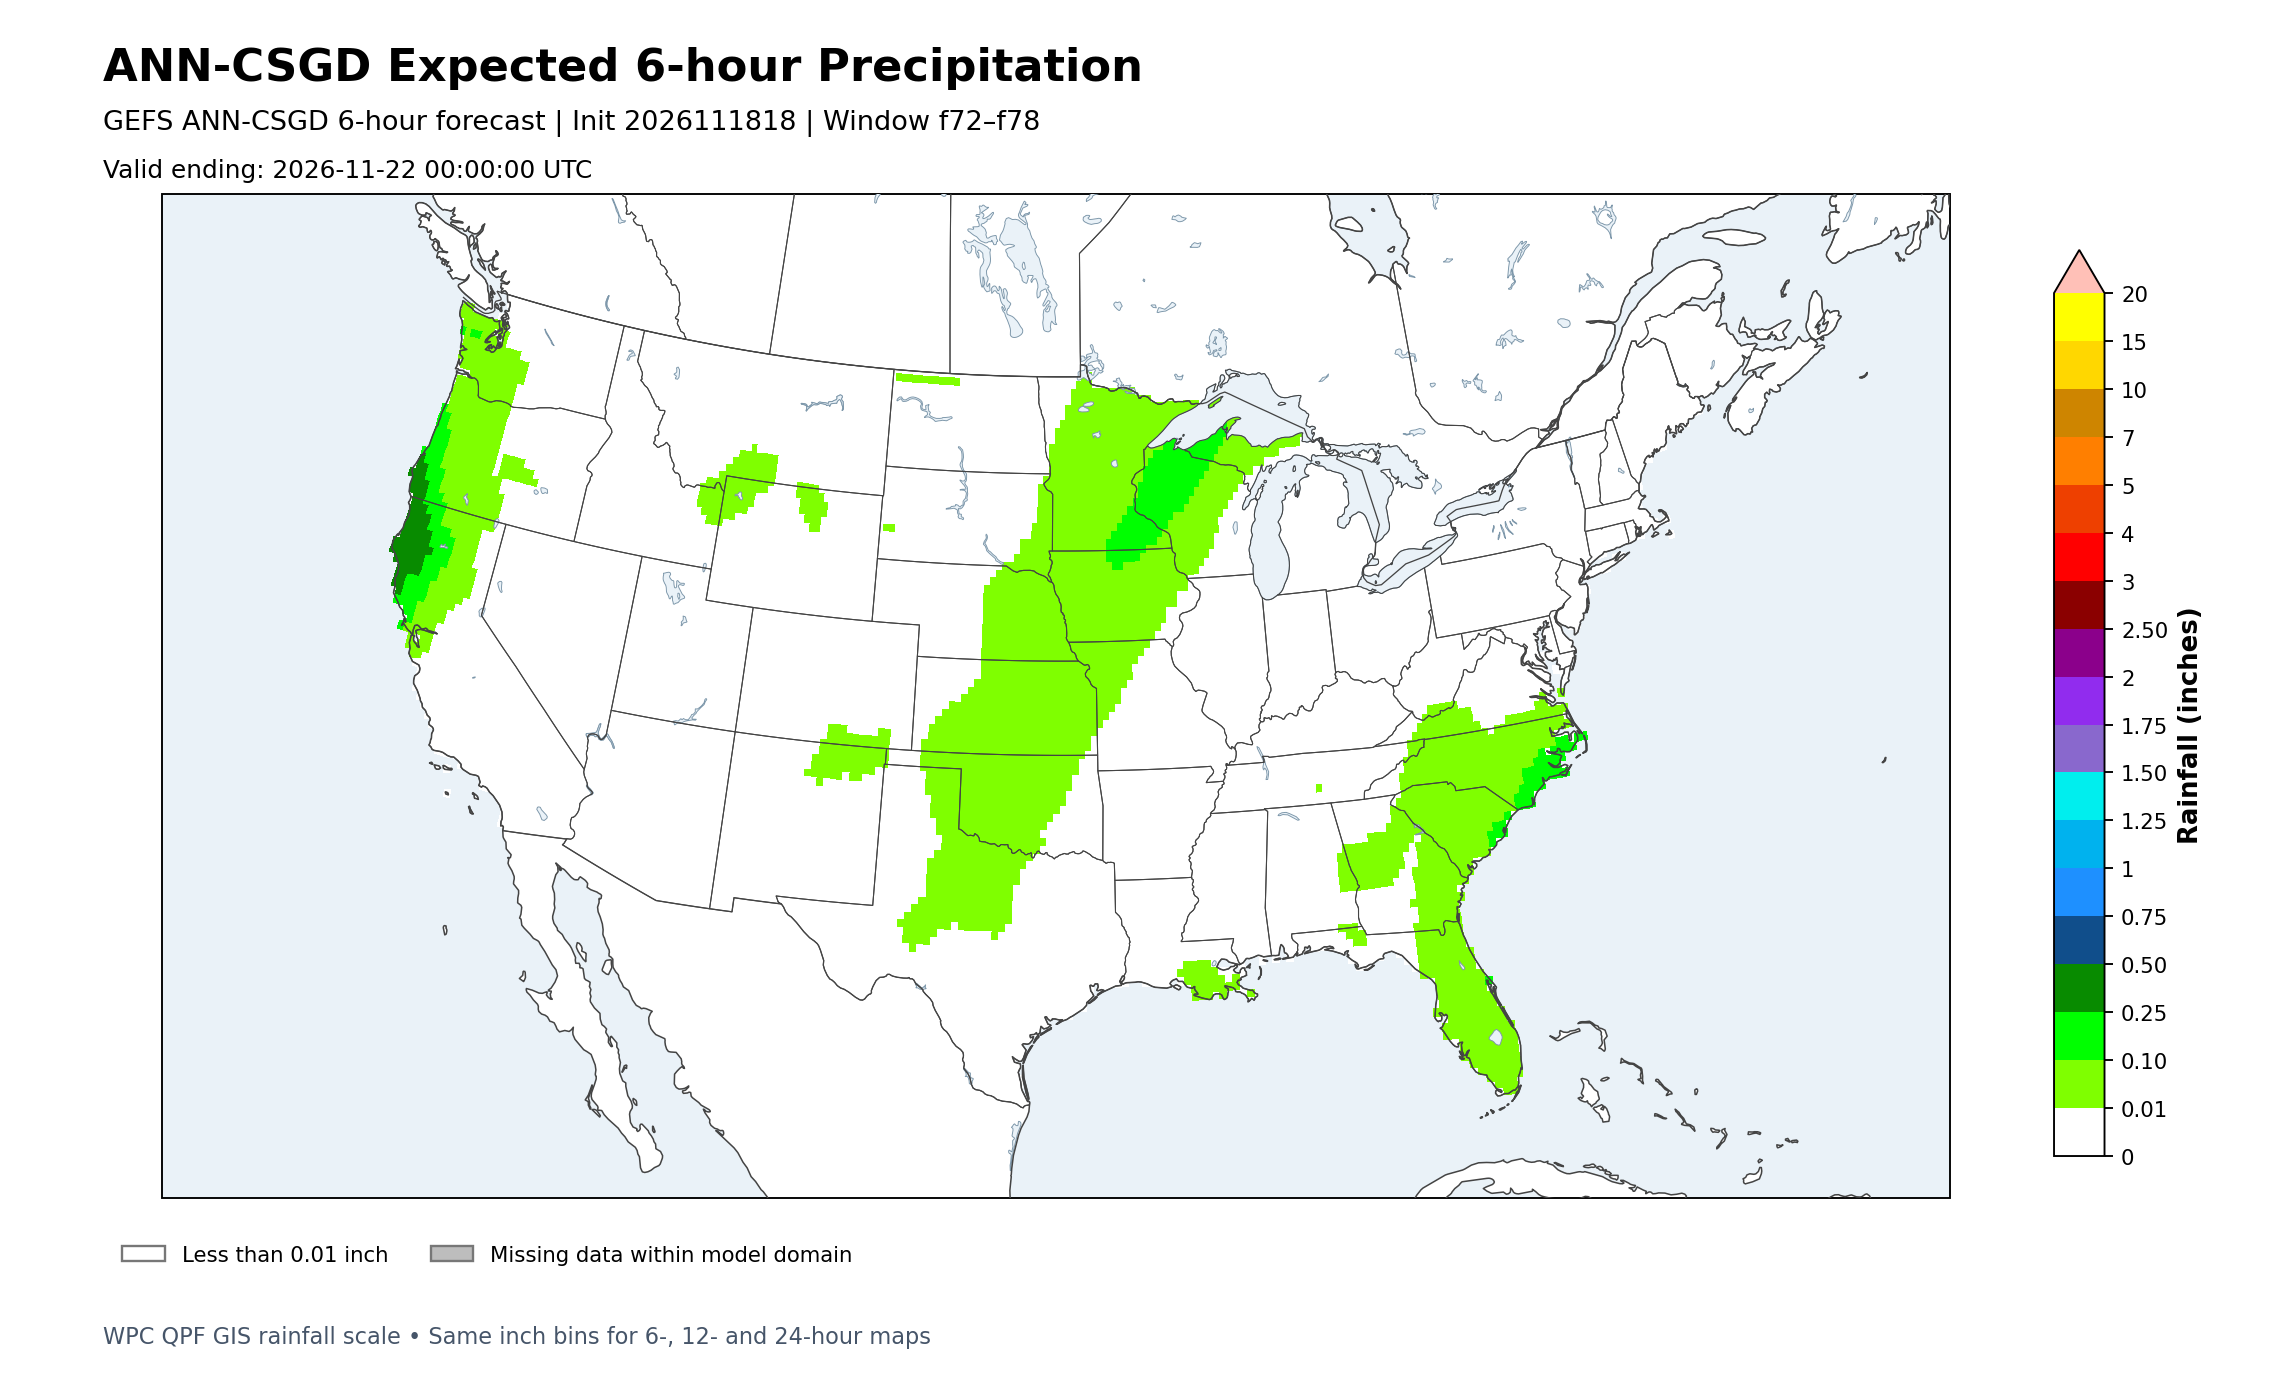 ANN-CSGD Expected 6-hour Precipitation
GEFS ANN-CSGD 6-hour forecast | Init 2026111818 | Window f72–f78
Valid ending: 2026-11-22 00:00:00 UTC
20
15
10
7
5
4
3
2.50
2
1.75
1.50
1.25
1
0.75
0.50
0.25
0.10
0.01
0
Rainfall (inches)
Less than 0.01 inch
Missing data within model domain
WPC QPF GIS rainfall scale • Same inch bins for 6-, 12- and 24-hour maps